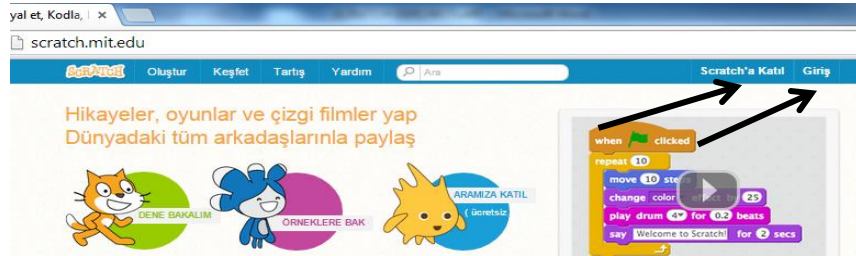 yal et, Kodla,
scratch.mit.edu
SCRATCH Oluştur Keşfet Tartış Yardım Ara Scratch'a Katıl Giriş
Hikayeler, oyunlar ve çizgi filmler yap
Dünyadaki tüm arkadaşlarınla paylaş
DENE BAKALIM
ÖRNEKLERE BAK
ARAMIZA KATIL
( ücretsiz
when clicked
repeat 10
move 10 steps
change color effect by 25
play drum 4 for 0.2 beats
say Welcome to Scratch! for 2 secs